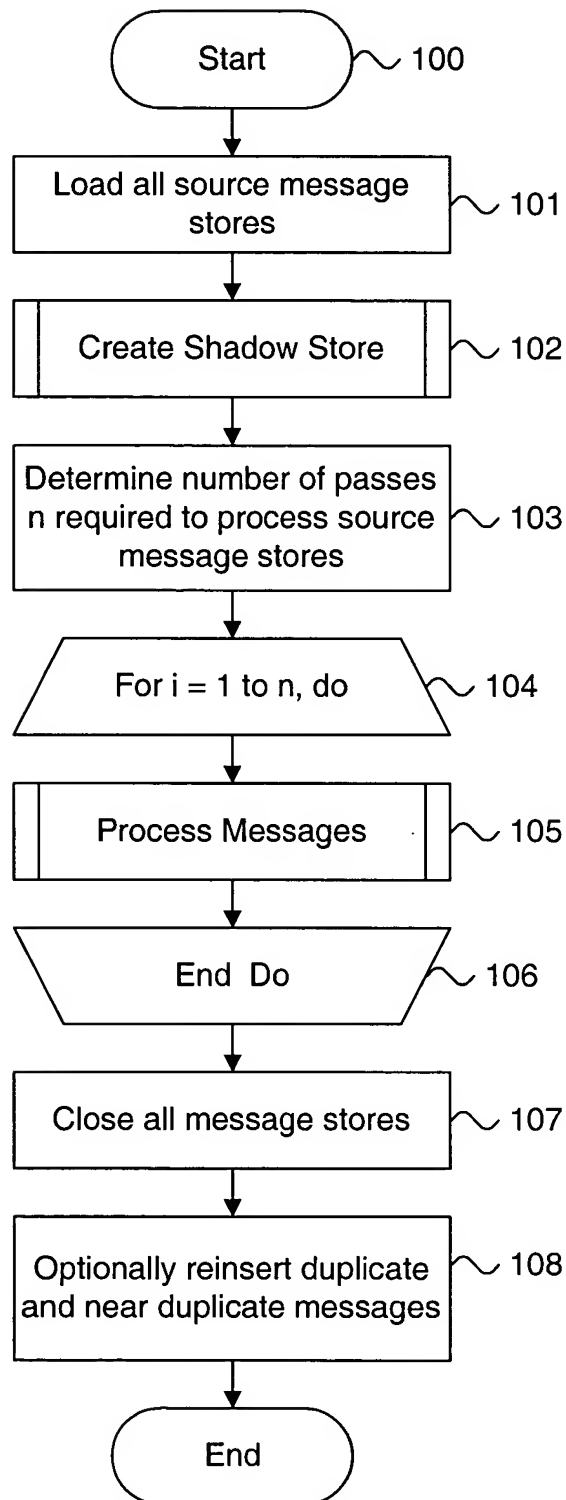 Start
100
Load all source message
stores
101
Create Shadow Store
102
Determine number of passes
n required to process source
message stores
103
For i = 1 to n, do
104
Process Messages
105
End Do
106
Close all message stores
107
Optionally reinsert duplicate
and near duplicate messages
108
End